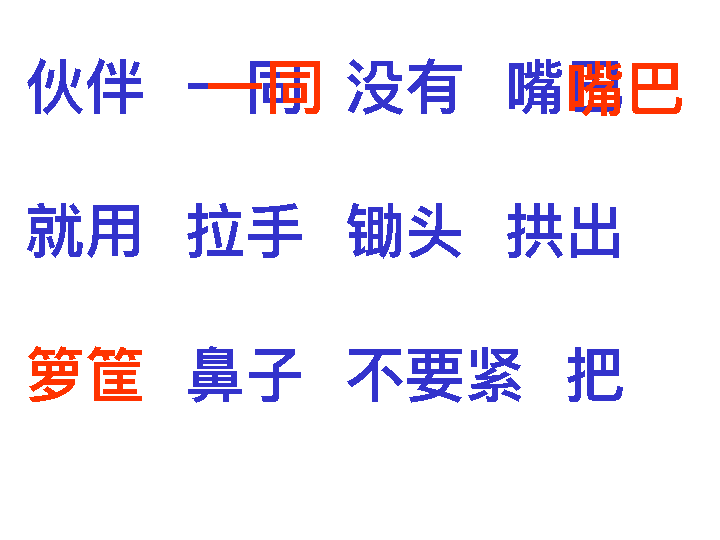 伙伴 一同 没有 嘴巴
就用 拉手 锄头 拱出
箩筐 鼻子 不要紧 把